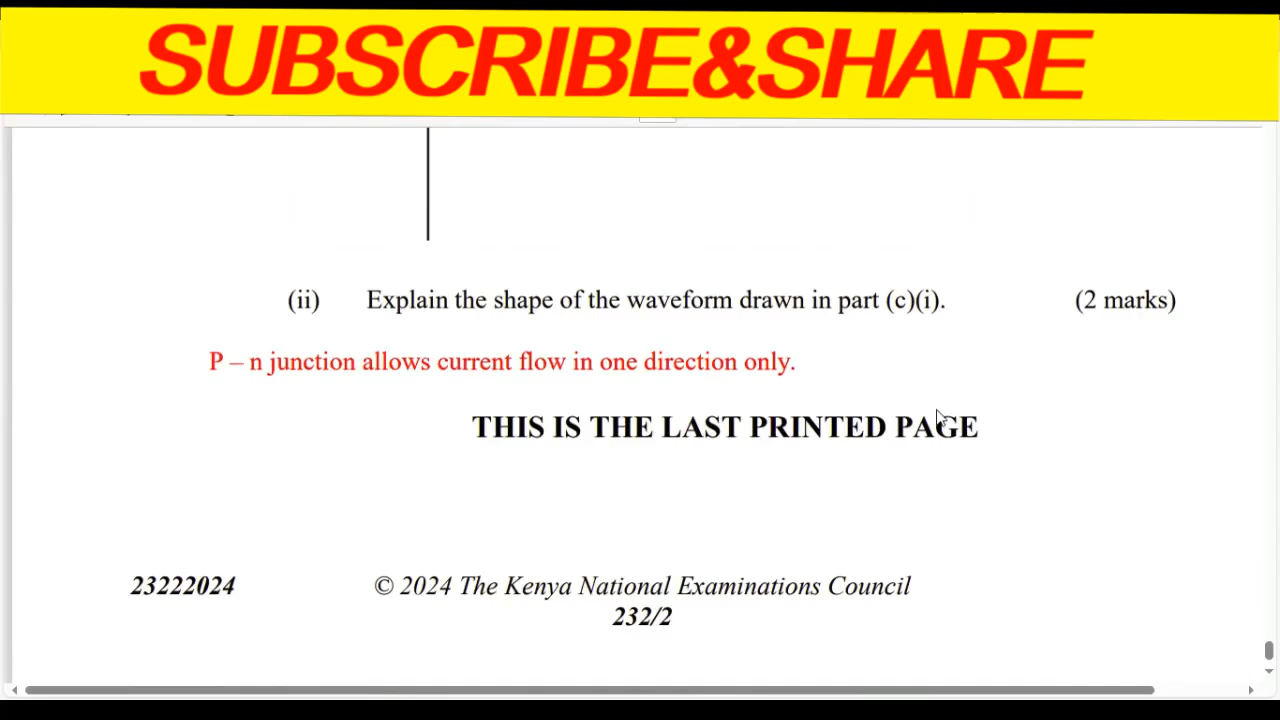 SUBSCRIBE&SHARE
(ii) Explain the shape of the waveform drawn in part (c)(i). (2 marks)
P – n junction allows current flow in one direction only.
THIS IS THE LAST PRINTED PAGE
23222024 © 2024 The Kenya National Examinations Council
232/2